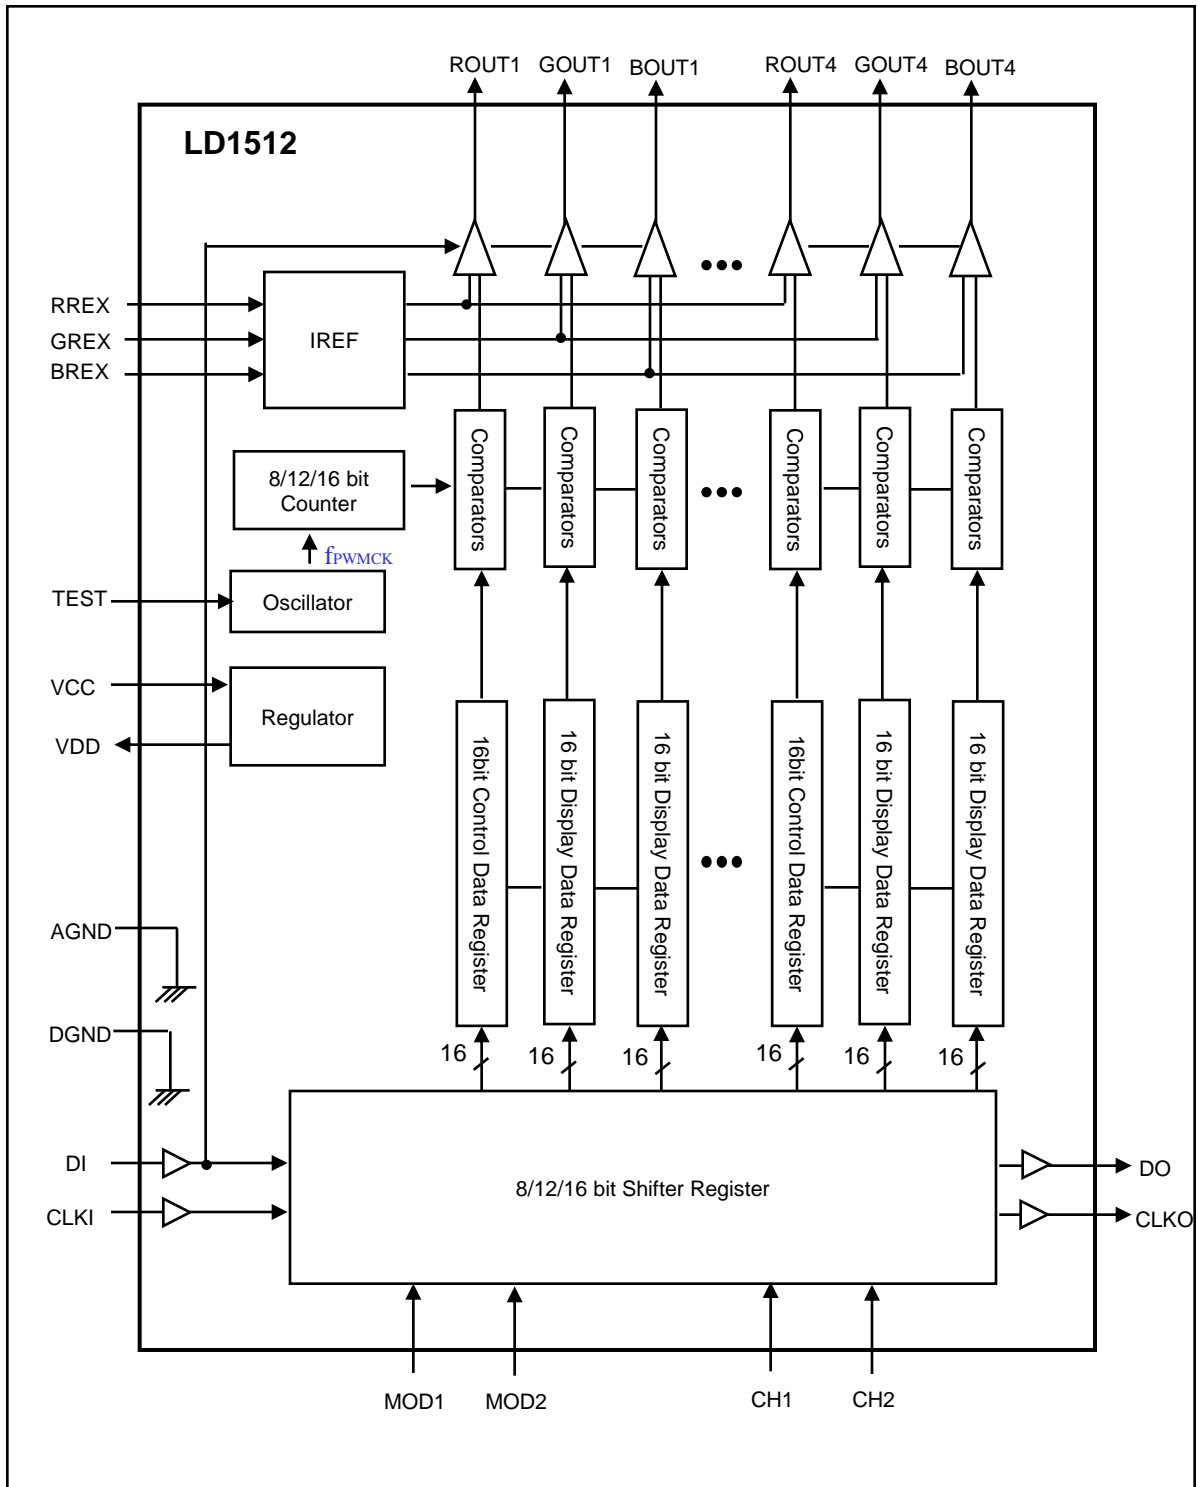 ROUT1 GOUT1 BOUT1 ROUT4 GOUT4 BOUT4
LD1512
RREX
GREX
BREX
IREF
8/12/16 bit
Counter
fPWMCK
Comparators
Comparators
Comparators
Comparators
Comparators
Comparators
TEST
Oscillator
VCC
VDD
Regulator
16bit Control Data Register
16 bit Display Data Register
16 bit Display Data Register
16bit Control Data Register
16 bit Display Data Register
16 bit Display Data Register
AGND
DGND
16 16 16 16 16 16
DI
CLKI
8/12/16 bit Shifter Register
DO
CLKO
MOD1 MOD2 CH1 CH2